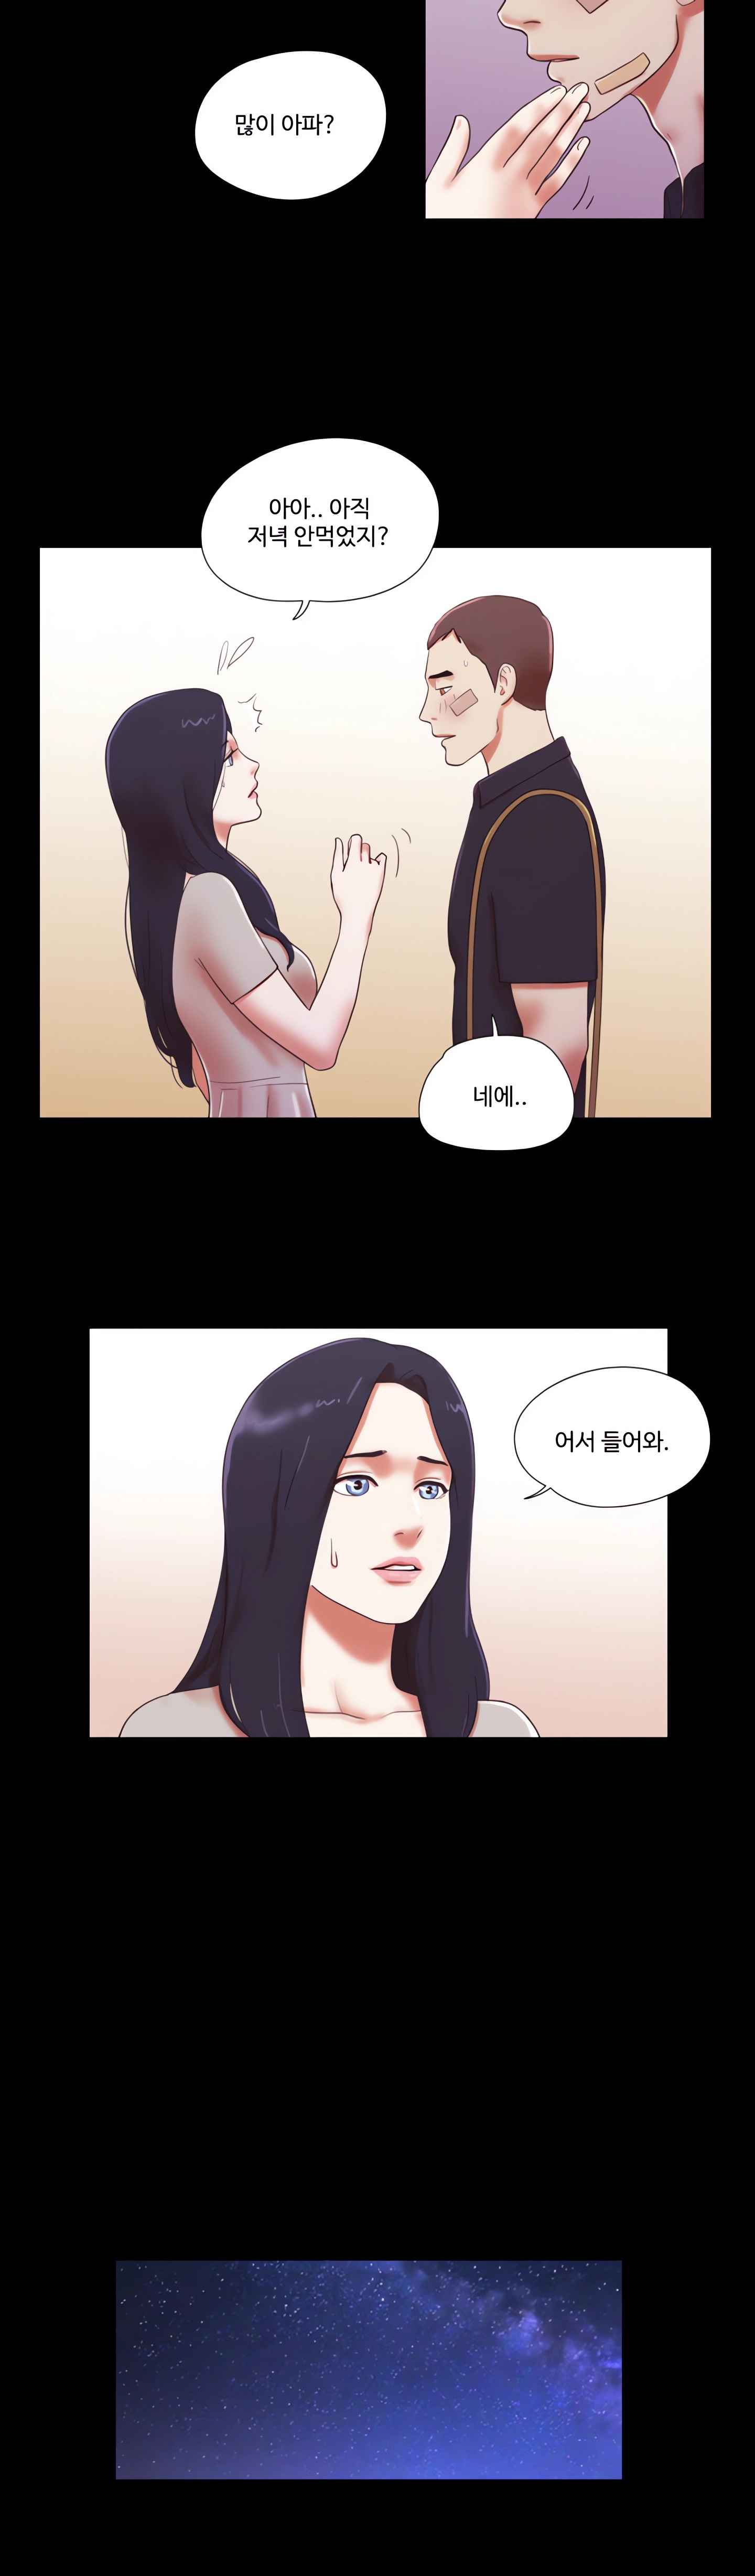 많이 아파?
아아.. 아직
저녁 안먹었지?
네에..
어서 들어와.